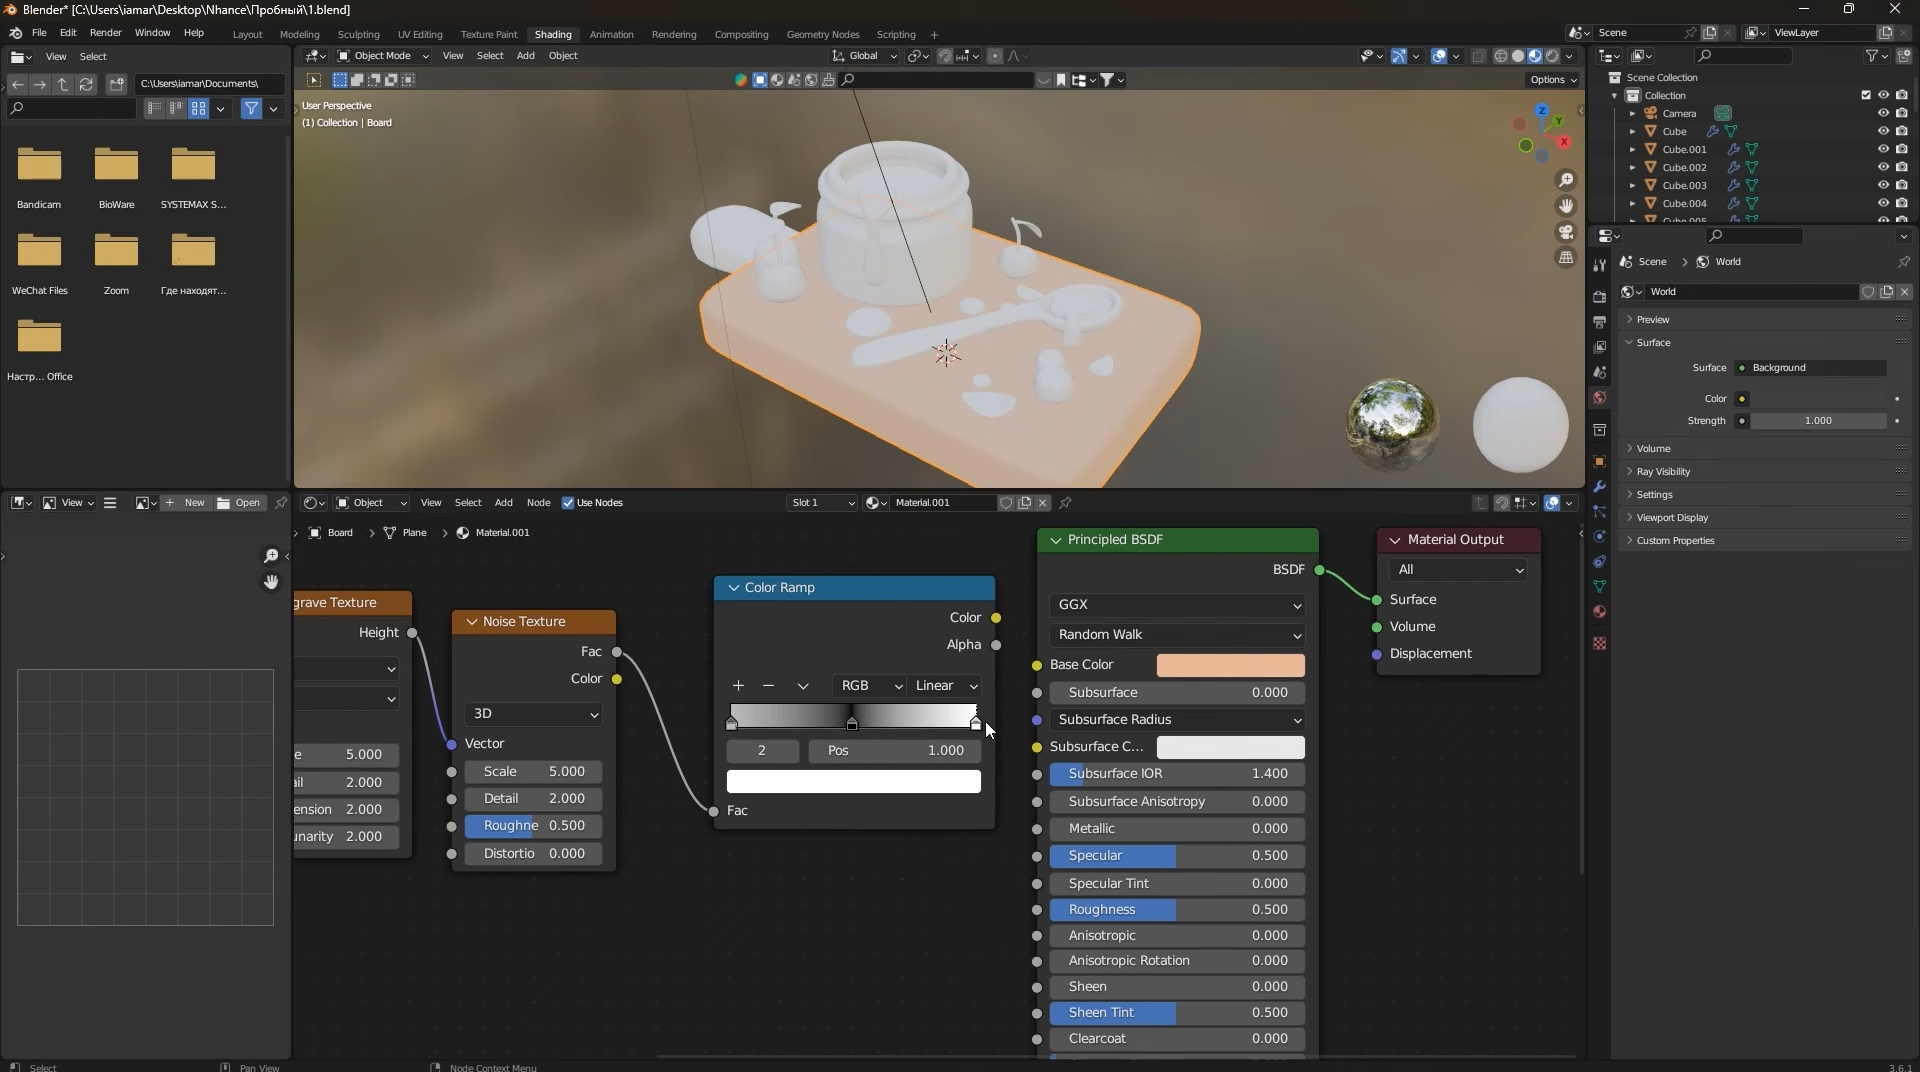 Blender* [C:\Users\iamar\Desktop\Nhance\Пробный\1.blend]
File Edit Render Window Help
Layout Modeling Sculpting UV Editing Texture Paint Shading Animation Rendering Compositing Geometry Nodes Scripting +
Scene
ViewLayer
View Select
C:\Users\iamar\Documents\
Bandicam BioWare SYSTEMAX S...
WeChat Files Zoom Где находят...
Настр... Office
Object Mode View Select Add Object
Global
Options
User Perspective
(1) Collection | Board
Z
Y
X
Scene Collection
Collection
Camera
Cube
Cube.001
Cube.002
Cube.003
Cube.004
Cube.005
Scene > World
World
Preview
Surface
Surface Background
Color
Strength 1.000
Volume
Ray Visibility
Settings
Viewport Display
Custom Properties
View + New Open
Object View Select Add Node Use Nodes
Slot 1
Material.001
Board > Plane > Material.001
grave Texture
Height
e 5.000
ail 2.000
ension 2.000
unarity 2.000
Noise Texture
Fac
Color
3D
Vector
Scale 5.000
Detail 2.000
Roughne 0.500
Distortio 0.000
Color Ramp
Color
Alpha
+ − RGB Linear
2 Pos 1.000
Fac
Principled BSDF
BSDF
GGX
Random Walk
Base Color
Subsurface 0.000
Subsurface Radius
Subsurface C...
Subsurface IOR 1.400
Subsurface Anisotropy 0.000
Metallic 0.000
Specular 0.500
Specular Tint 0.000
Roughness 0.500
Anisotropic 0.000
Anisotropic Rotation 0.000
Sheen 0.000
Sheen Tint 0.500
Clearcoat 0.000
Material Output
All
Surface
Volume
Displacement
Select
Pan View
Node Context Menu
3.6.1